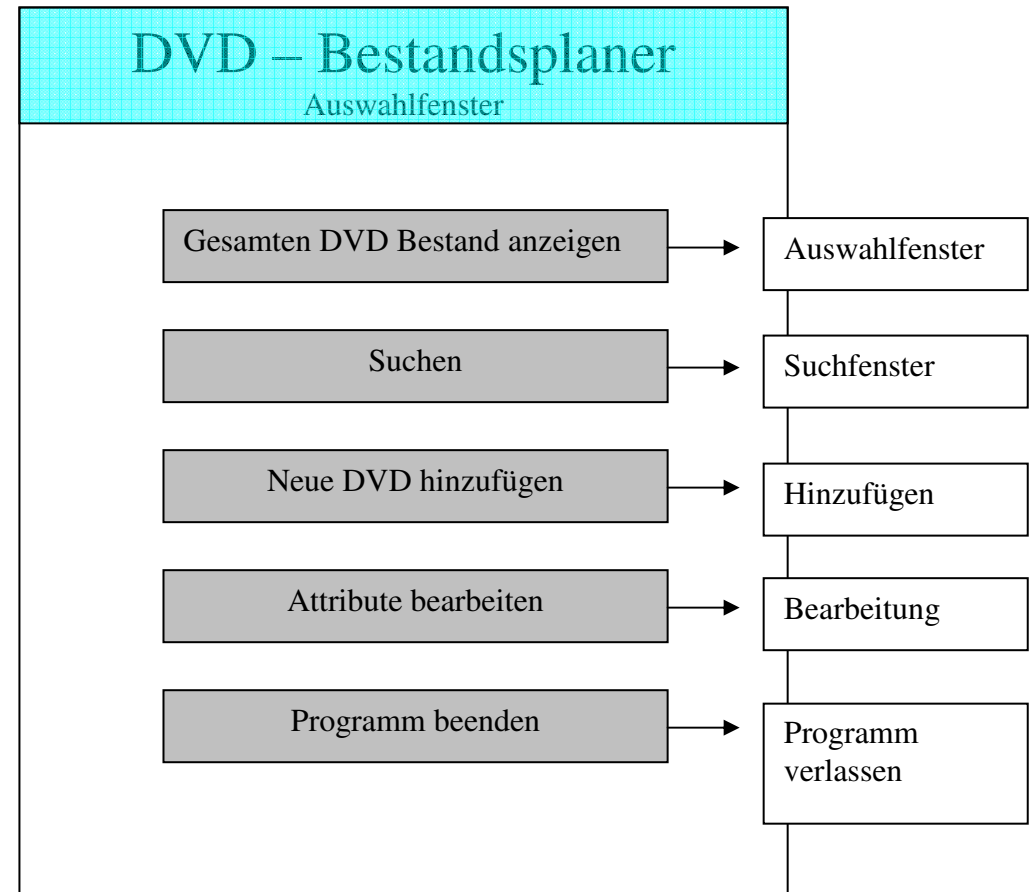 DVD – Bestandsplaner
Auswahlfenster
Gesamten DVD Bestand anzeigen
Auswahlfenster
Suchen
Suchfenster
Neue DVD hinzufügen
Hinzufügen
Attribute bearbeiten
Bearbeitung
Programm beenden
Programm
verlassen